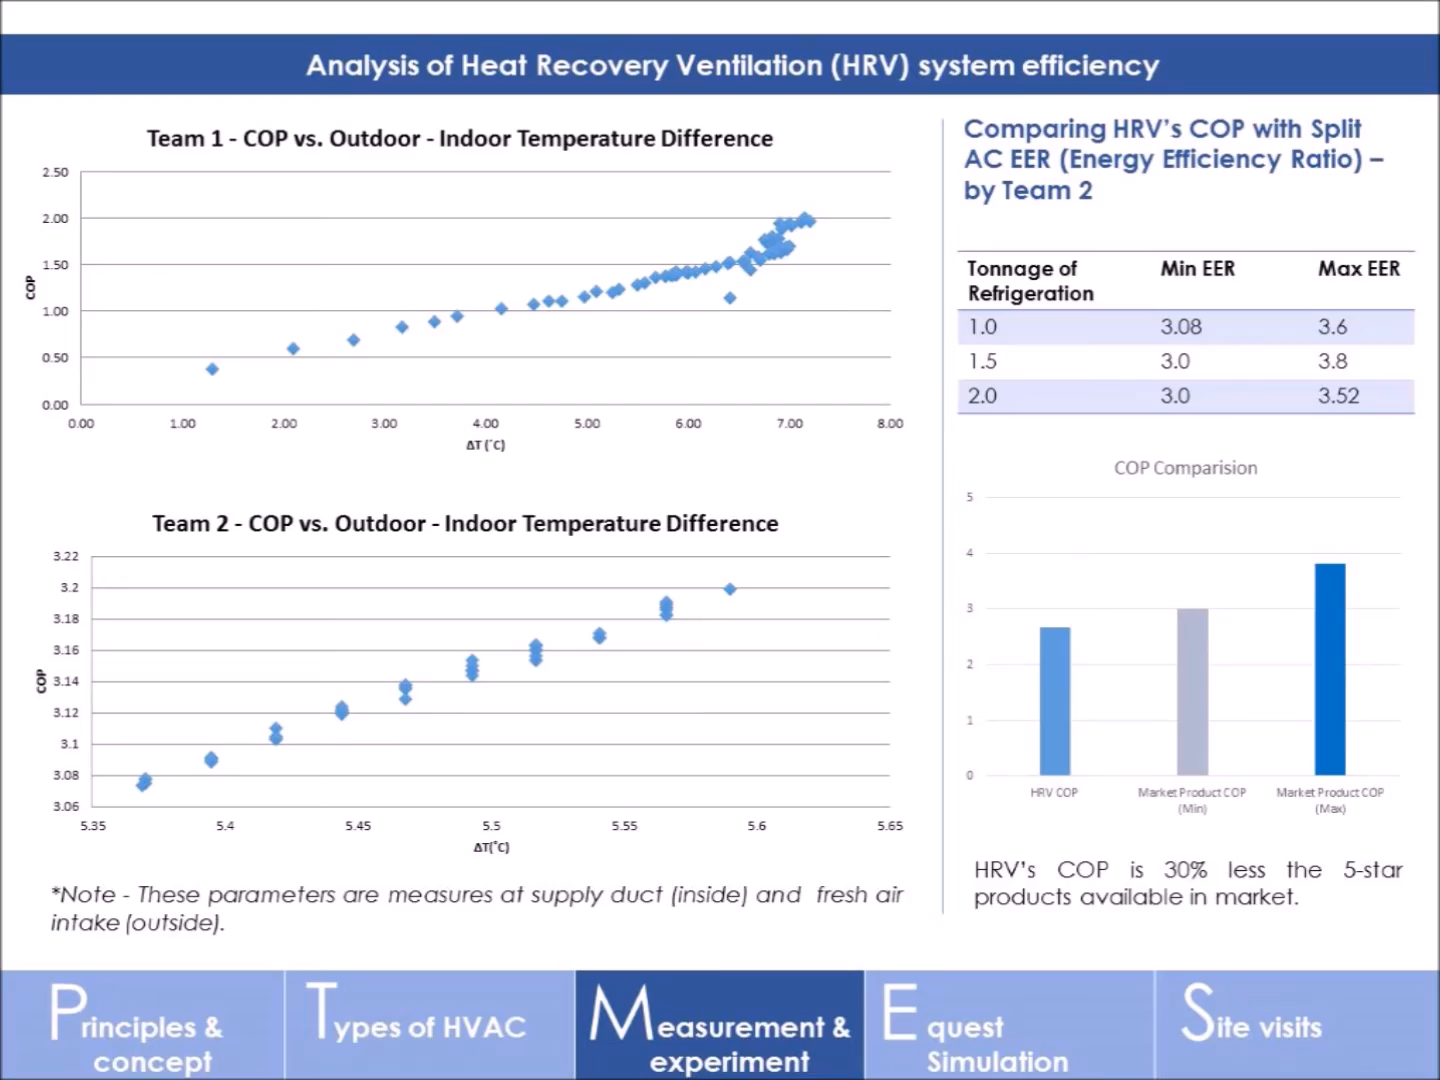 Analysis of Heat Recovery Ventilation (HRV) system efficiency
Team 1 - COP vs. Outdoor - Indoor Temperature Difference
2.50
2.00
1.50
1.00
0.50
0.00
COP
0.00 1.00 2.00 3.00 4.00 5.00 6.00 7.00 8.00
ΔT (˚C)
Team 2 - COP vs. Outdoor - Indoor Temperature Difference
3.22
3.2
3.18
3.16
3.14
3.12
3.1
3.08
3.06
COP
5.35 5.4 5.45 5.5 5.55 5.6 5.65
ΔT(˚C)
*Note - These parameters are measures at supply duct (inside) and fresh air
intake (outside).
Comparing HRV's COP with Split
AC EER (Energy Efficiency Ratio) –
by Team 2
Tonnage of Min EER Max EER
Refrigeration
1.0 3.08 3.6
1.5 3.0 3.8
2.0 3.0 3.52
COP Comparision
5
4
3
2
1
0
HRV COP Market Product COP Market Product COP
(Min) (Max)
HRV's COP is 30% less the 5-star
products available in market.
Principles &
concept
Types of HVAC
Measurement &
experiment
Equest
Simulation
Site visits